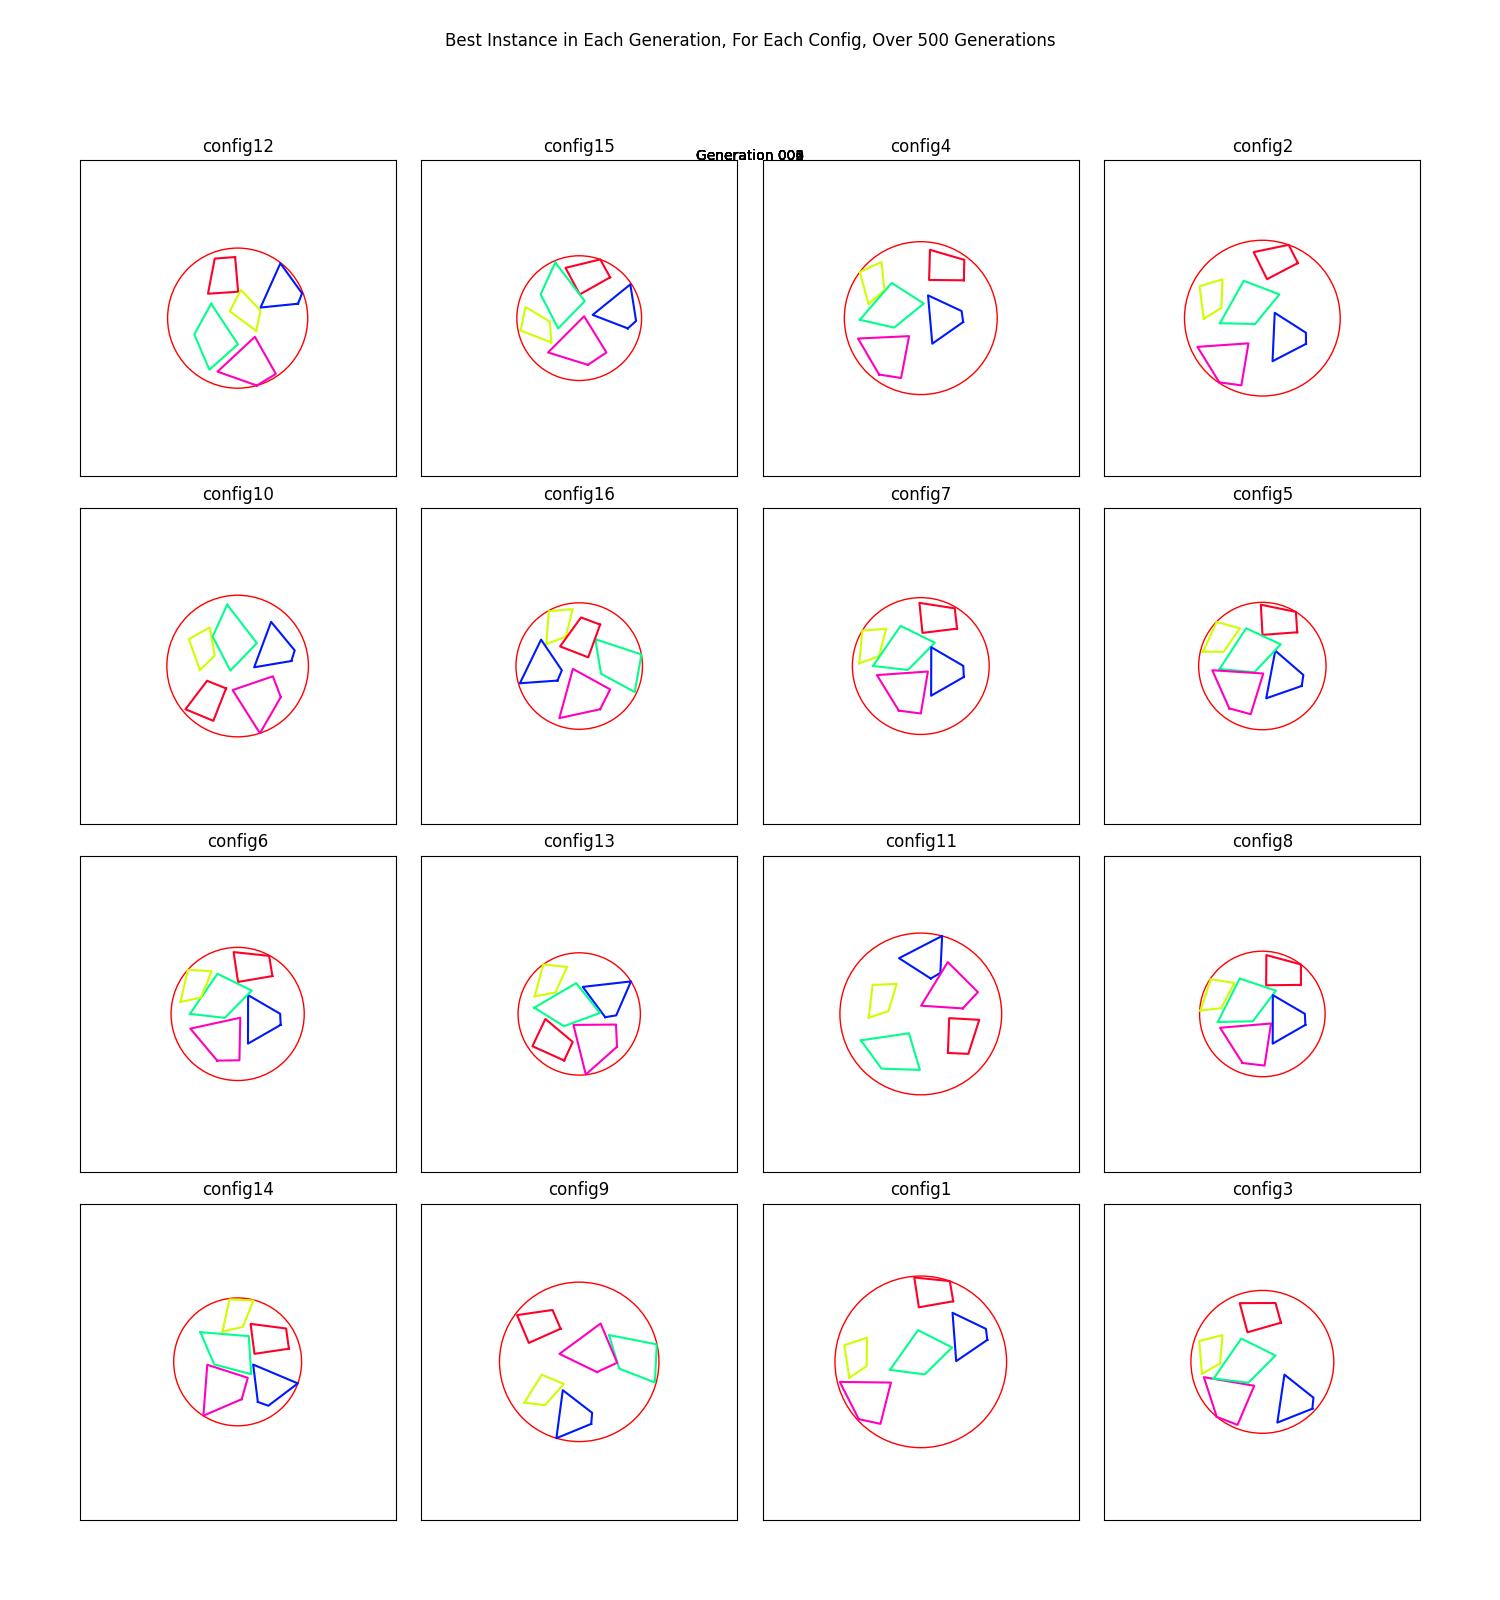 Best Instance in Each Generation, For Each Config, Over 500 Generations
Generation
config12 config15 config4 config2
config10 config16 config7 config5
config6 config13 config11 config8
config14 config9 config1 config3